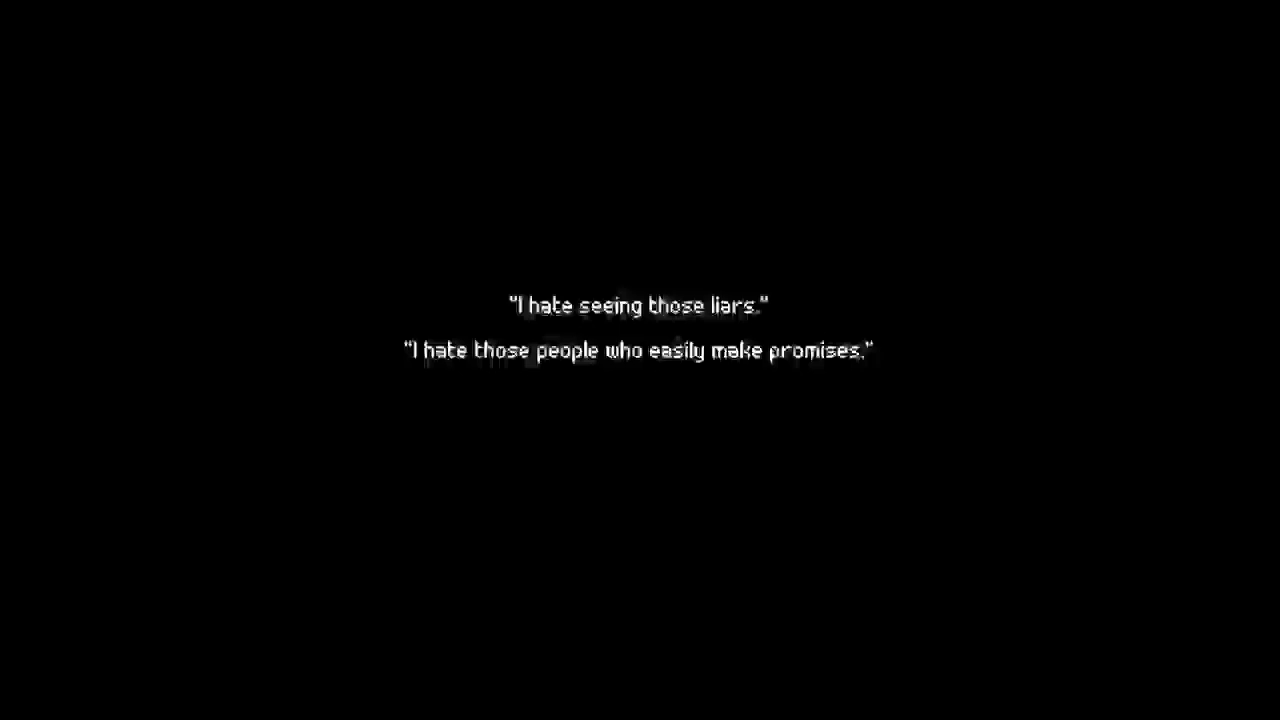 "I hate seeing those liars."
"I hate those people who easily make promises."